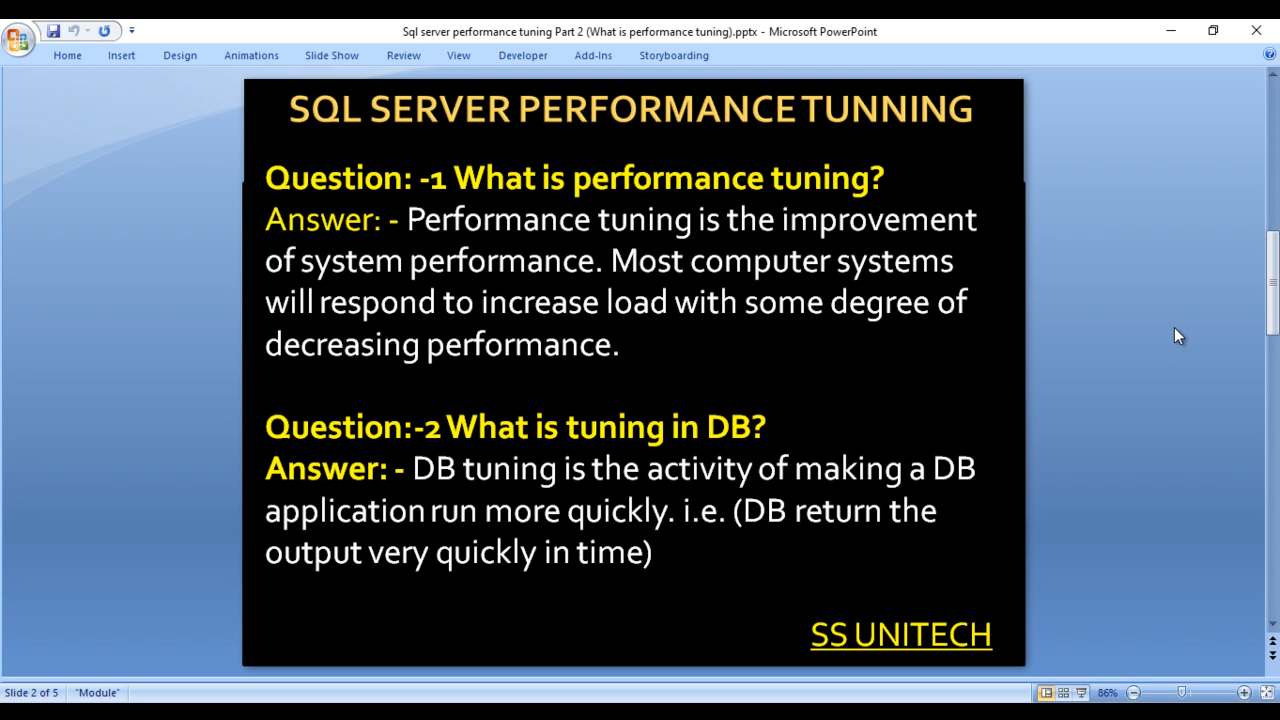 Sql server performance tuning Part 2 (What is performance tuning).pptx - Microsoft PowerPoint
Home Insert Design Animations Slide Show Review View Developer Add-Ins Storyboarding
SQL SERVER PERFORMANCE TUNNING
Question: -1 What is performance tuning?
Answer: - Performance tuning is the improvement
of system performance. Most computer systems
will respond to increase load with some degree of
decreasing performance.
Question:-2 What is tuning in DB?
Answer: - DB tuning is the activity of making a DB
application run more quickly. i.e. (DB return the
output very quickly in time)
SS UNITECH
Slide 2 of 5 "Module" 86%